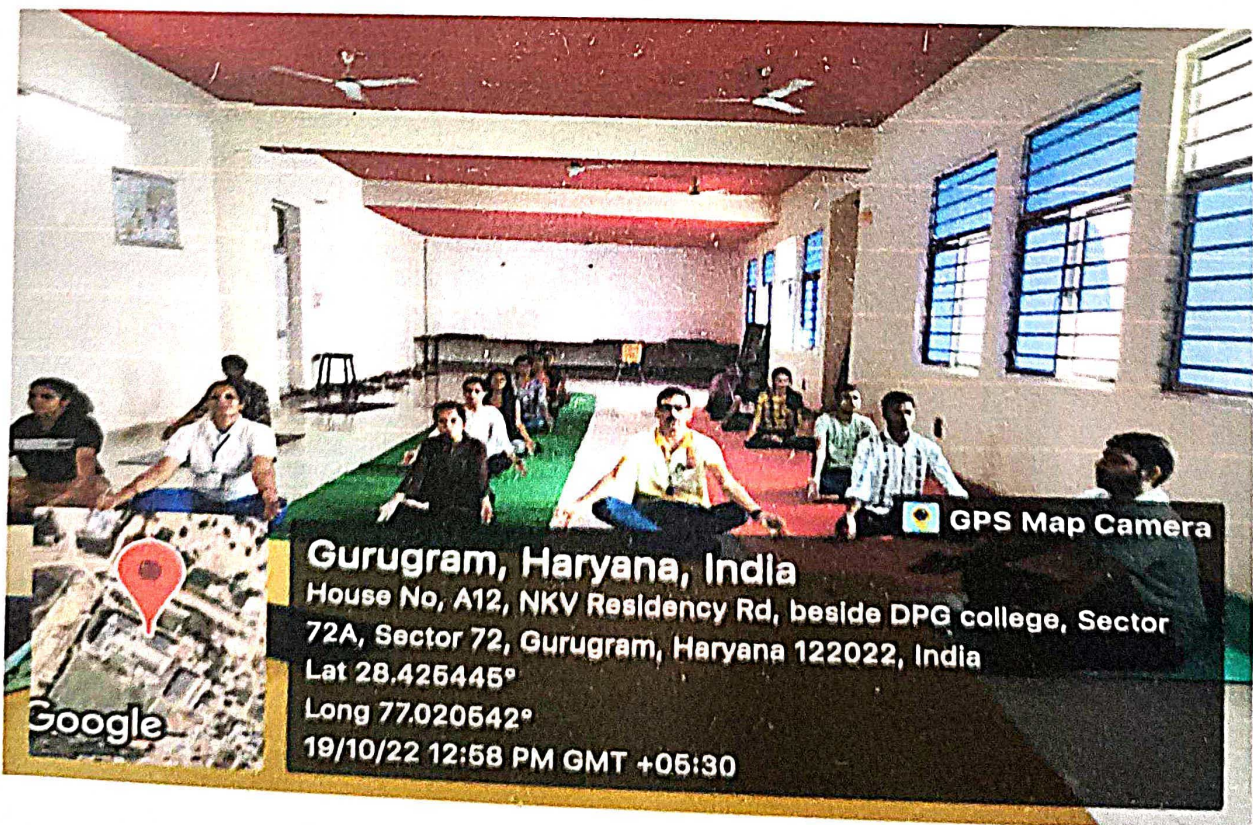 GPS Map Camera
Gurugram, Haryana, India
House No, A12, NKV Residency Rd, beside DPG college, Sector
72A, Sector 72, Gurugram, Haryana 122022, India
Lat 28.425445°
Long 77.020542°
19/10/22 12:58 PM GMT +05:30
Google